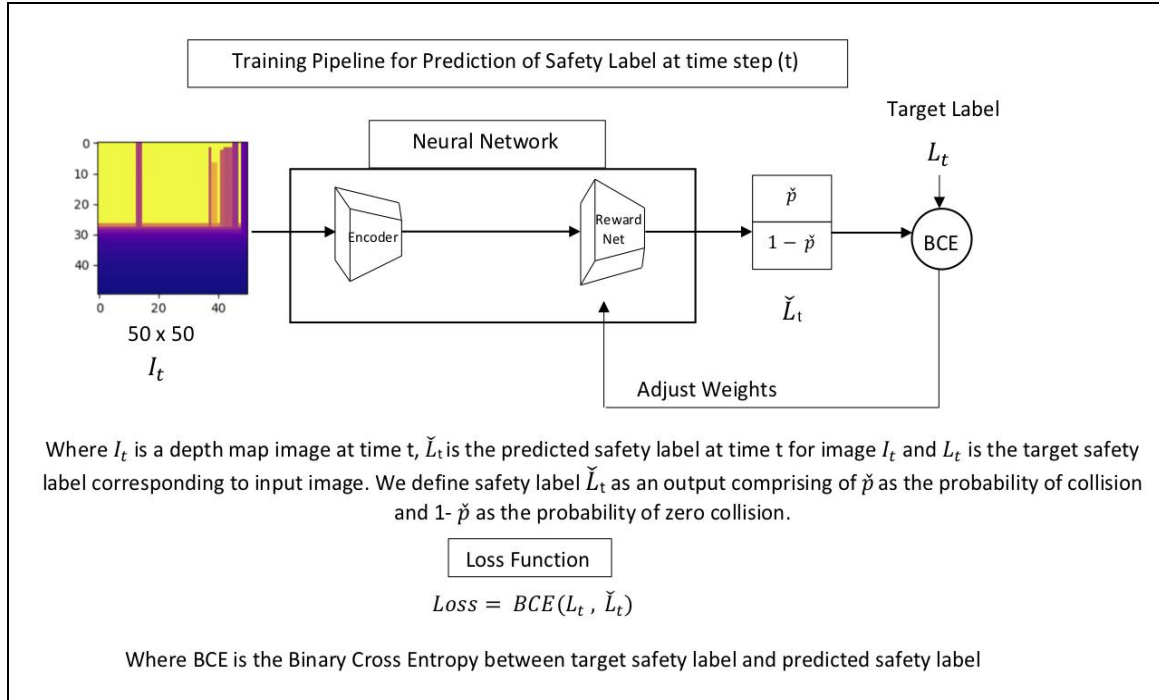 Training Pipeline for Prediction of Safety Label at time step (t)
Target Label
Neural Network
L_t
0
10
20
30
40
0 20 40
50 x 50
I_t
Encoder
Reward
Net
p̌
1 − p̌
BCE
Ľ_t
Adjust Weights
Where I_t is a depth map image at time t, Ľ_t is the predicted safety label at time t for image I_t and L_t is the target safety
label corresponding to input image. We define safety label Ľ_t as an output comprising of p̌ as the probability of collision
and 1- p̌ as the probability of zero collision.
Loss Function
Loss = BCE(L_t , Ľ_t)
Where BCE is the Binary Cross Entropy between target safety label and predicted safety label